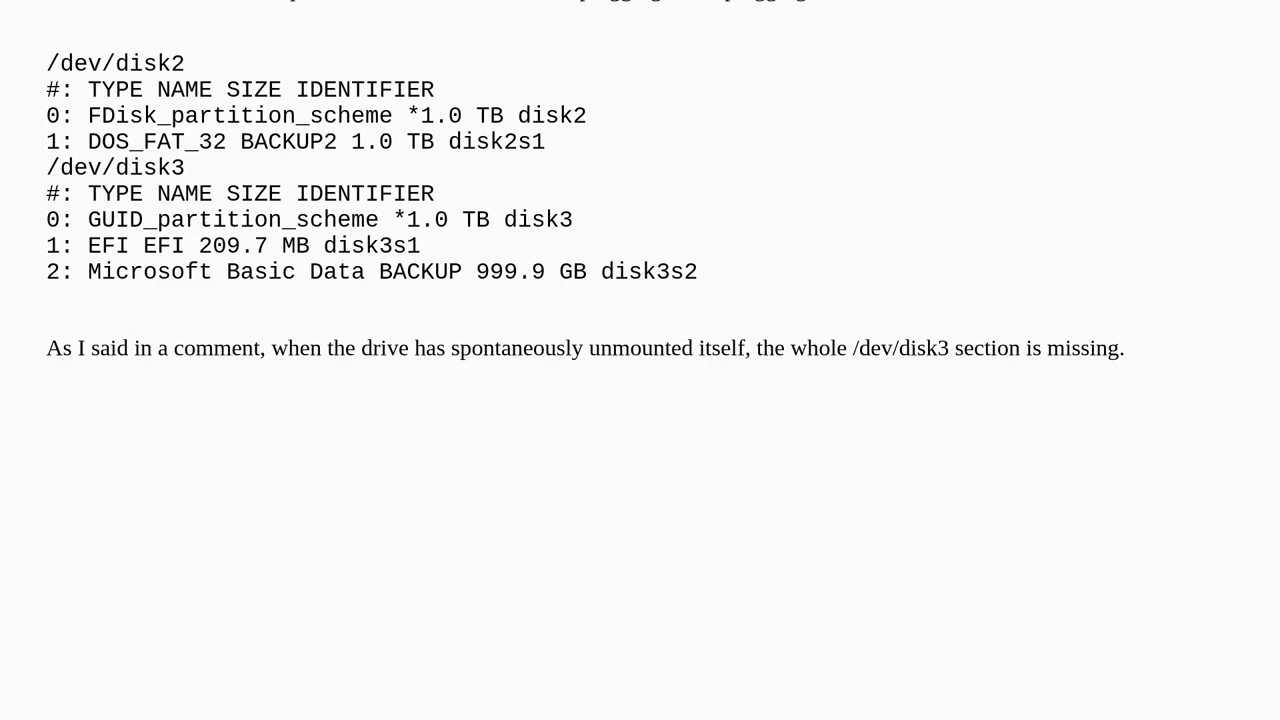 /dev/disk2
#: TYPE NAME SIZE IDENTIFIER
0: FDisk_partition_scheme *1.0 TB disk2
1: DOS_FAT_32 BACKUP2 1.0 TB disk2s1
/dev/disk3
#: TYPE NAME SIZE IDENTIFIER
0: GUID_partition_scheme *1.0 TB disk3
1: EFI EFI 209.7 MB disk3s1
2: Microsoft Basic Data BACKUP 999.9 GB disk3s2
As I said in a comment, when the drive has spontaneously unmounted itself, the whole /dev/disk3 section is missing.